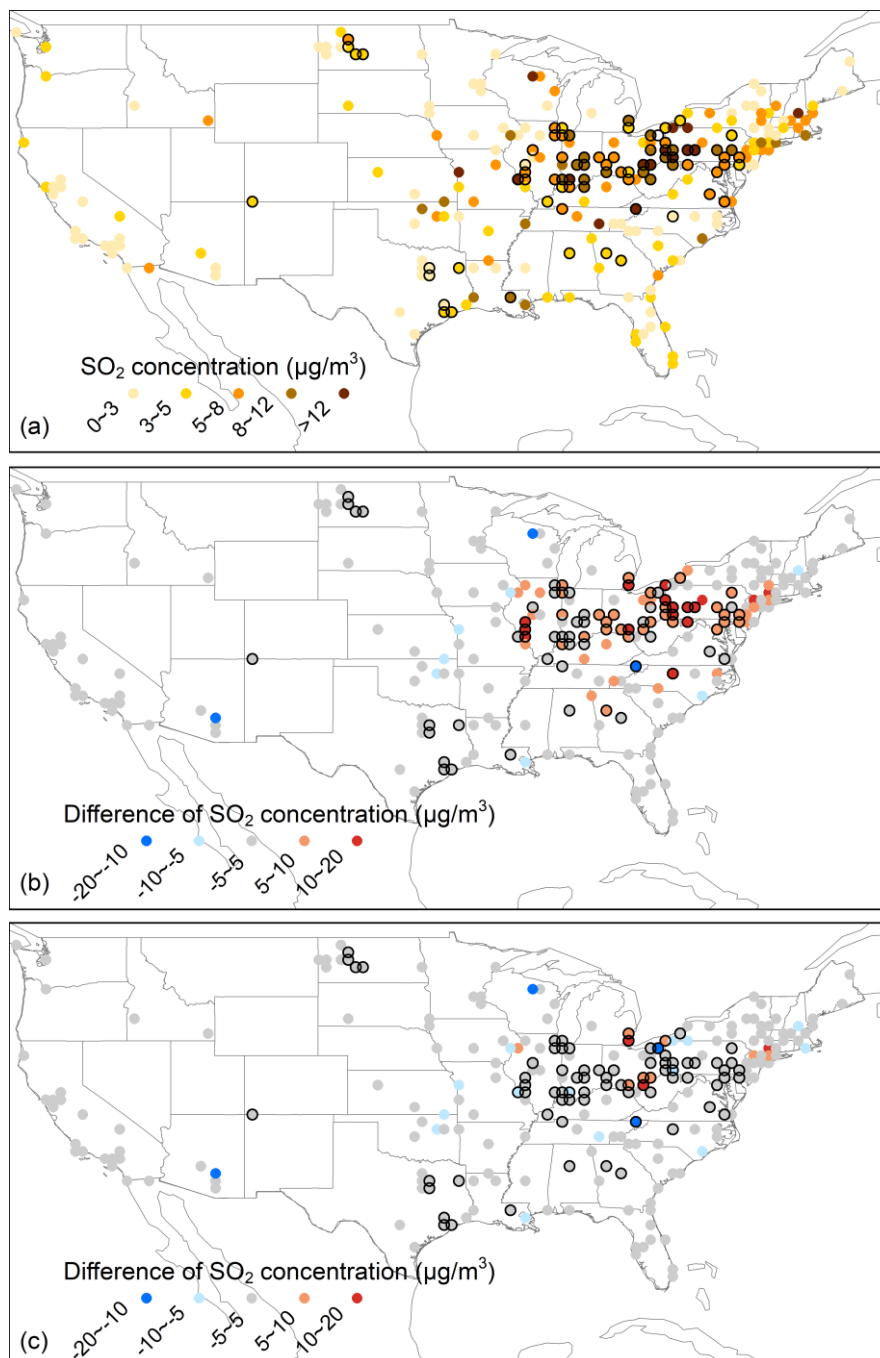 SO₂ concentration (µg/m³)
0~3 3~5 5~8 8~12 >12
(a)
Difference of SO₂ concentration (µg/m³)
-20~-10 -10~-5 -5~5 5~10 10~20
(b)
Difference of SO₂ concentration (µg/m³)
-20~-10 -10~-5 -5~5 5~10 10~20
(c)